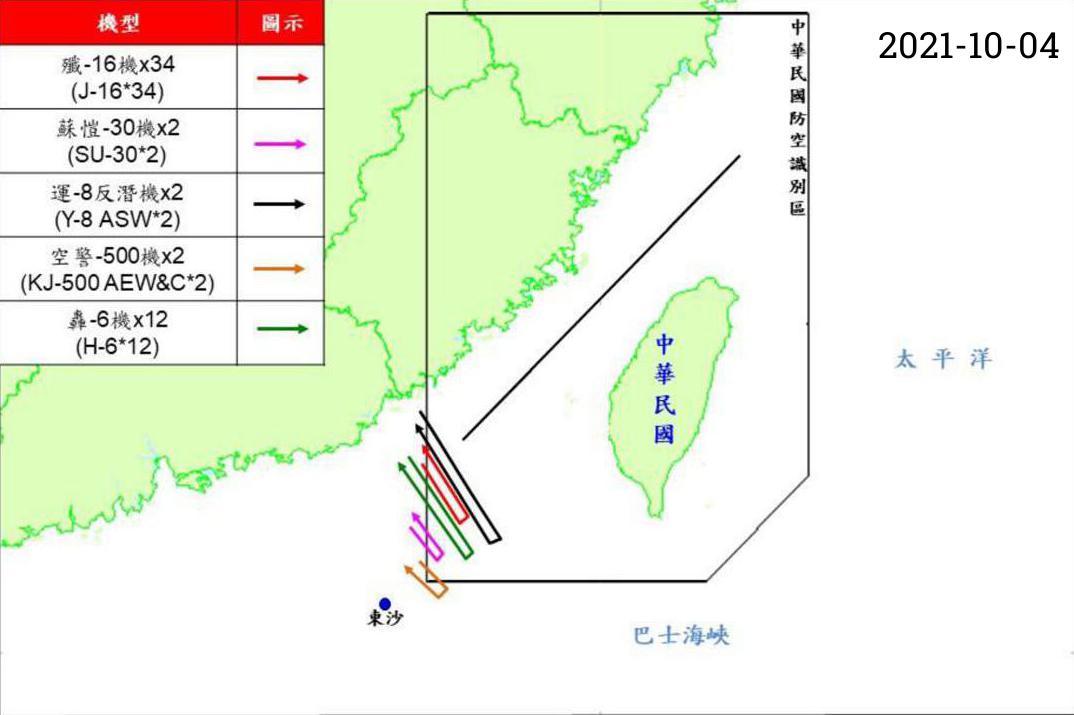 機型 圖示
殲-16機x34
(J-16*34)
蘇愷-30機x2
(SU-30*2)
運-8反潛機x2
(Y-8 ASW*2)
空警-500機x2
(KJ-500 AEW&C*2)
轟-6機x12
(H-6*12)
2021-10-04
中華民國防空識別區
中華民國
太平洋
東沙
巴士海峽